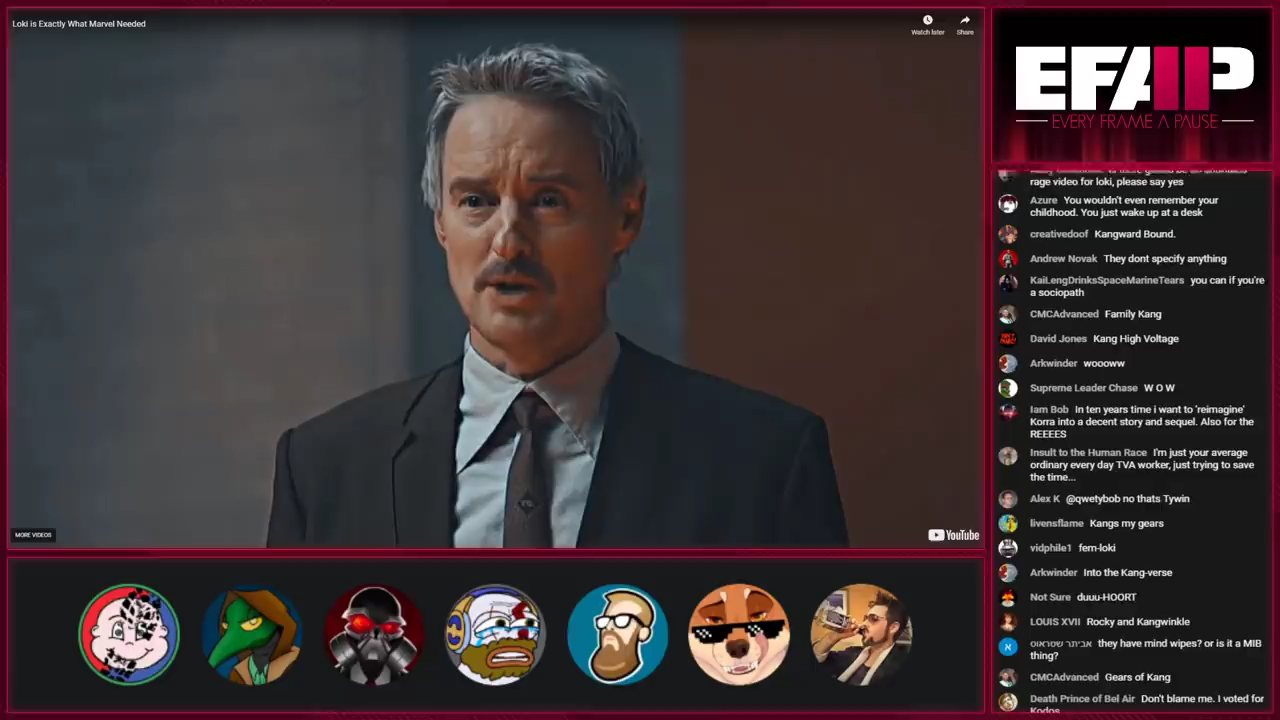 Loki is Exactly What Marvel Needed
Watch later
Share
MORE VIDEOS
YouTube
EFAP
EVERY FRAME A PAUSE
rage video for loki, please say yes
Azure You wouldn't even remember your
childhood. You just wake up at a desk
creativedoof Kangward Bound.
Andrew Novak They dont specify anything
KaiLengDrinksSpaceMarineTears you can if you're
a sociopath
CMCAdvanced Family Kang
David Jones Kang High Voltage
Arkwinder woooww
Supreme Leader Chase W O W
Iam Bob In ten years time i want to 'reimagine'
Korra into a decent story and sequel. Also for the
REEEES
Insult to the Human Race I'm just your average
ordinary every day TVA worker, just trying to save
the time...
Alex K @qwetybob no thats Tywin
livensflame Kangs my gears
vidphile1 fem-loki
Arkwinder Into the Kang-verse
Not Sure duuu-HOORT
LOUIS XVII Rocky and Kangwinkle
אביתר שטראוס they have mind wipes? or is it a MIB
thing?
CMCAdvanced Gears of Kang
Death Prince of Bel Air Don't blame me. I voted for
Kodos